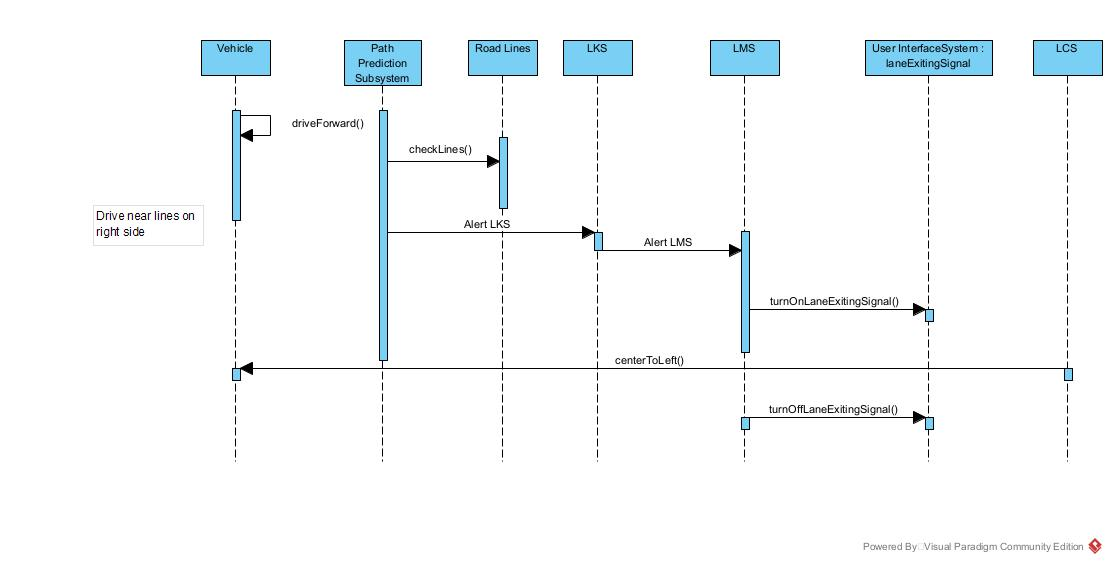 Vehicle
Path
Prediction
Subsystem
Road Lines
LKS
LMS
User InterfaceSystem :
laneExitingSignal
LCS
driveForward()
checkLines()
Drive near lines on
right side
Alert LKS
Alert LMS
turnOnLaneExitingSignal()
centerToLeft()
turnOffLaneExitingSignal()
Powered By Visual Paradigm Community Edition